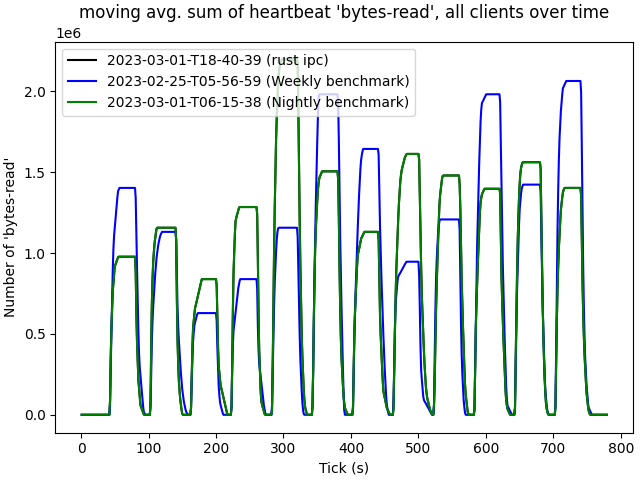 moving avg. sum of heartbeat 'bytes-read', all clients over time
1e6
2023-03-01-T18-40-39 (rust ipc)
2023-02-25-T05-56-59 (Weekly benchmark)
2023-03-01-T06-15-38 (Nightly benchmark)
2.0
1.5
1.0
0.5
0.0
Number of 'bytes-read'
0 100 200 300 400 500 600 700 800
Tick (s)